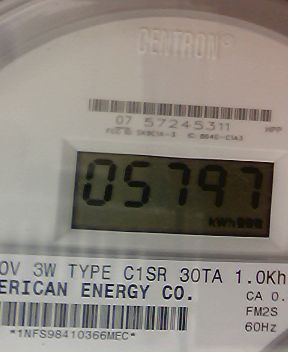 CENTRON®
07 57245311
HPP
05797
kWh
0V 3W TYPE C1SR 30TA 1.0Kh
ERICAN ENERGY CO.
CA 0.
FM2S
60Hz
*1NFS98410366MEC*